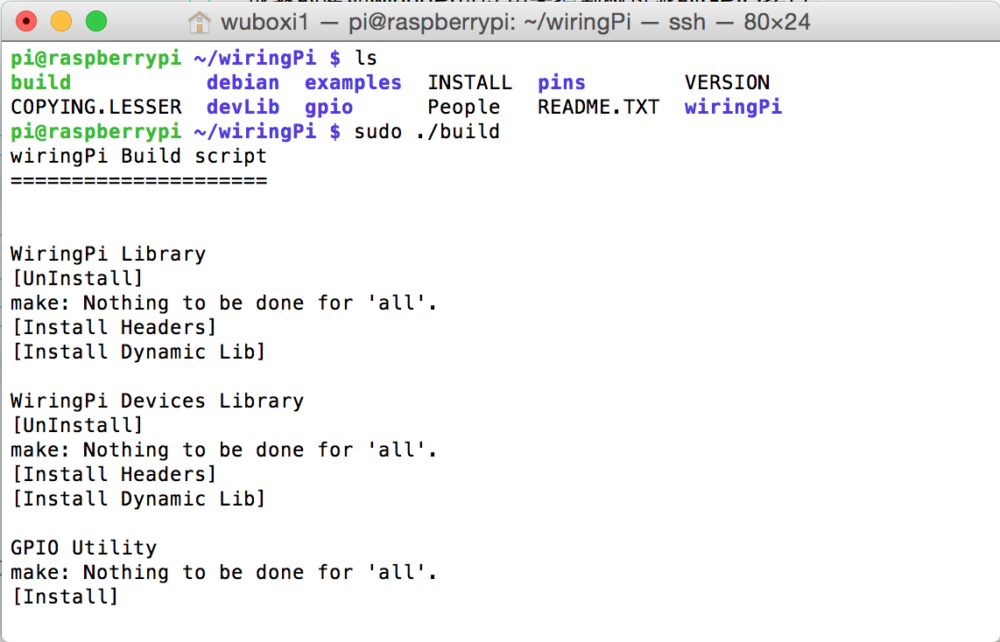 wuboxi1 — pi@raspberrypi: ~/wiringPi — ssh — 80×24
pi@raspberrypi ~/wiringPi $ ls
build debian examples INSTALL pins VERSION
COPYING.LESSER devLib gpio People README.TXT wiringPi
pi@raspberrypi ~/wiringPi $ sudo ./build
wiringPi Build script
=====================
WiringPi Library
[UnInstall]
make: Nothing to be done for 'all'.
[Install Headers]
[Install Dynamic Lib]
WiringPi Devices Library
[UnInstall]
make: Nothing to be done for 'all'.
[Install Headers]
[Install Dynamic Lib]
GPIO Utility
make: Nothing to be done for 'all'.
[Install]